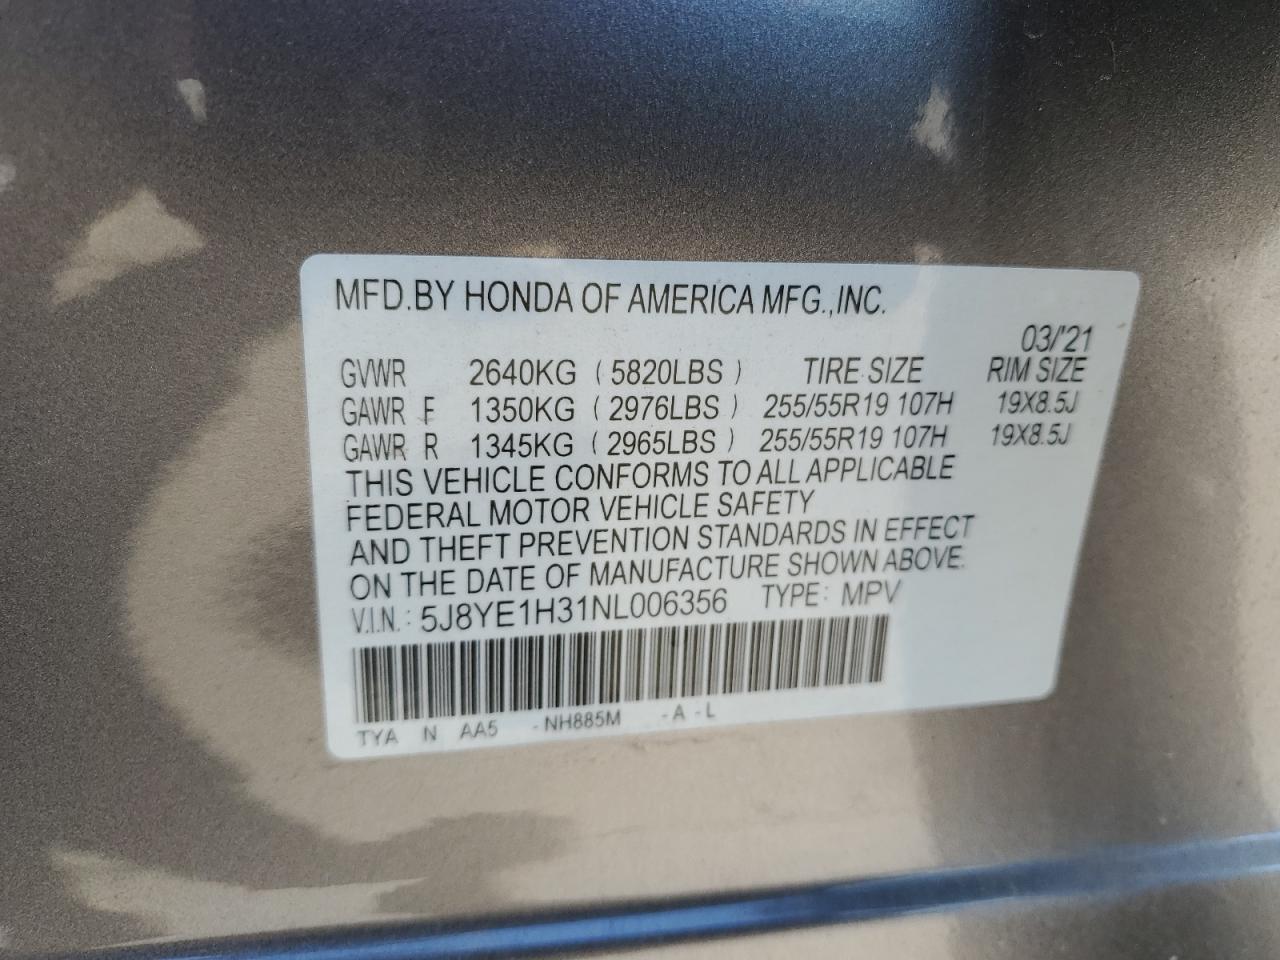 MFD.BY HONDA OF AMERICA MFG.,INC.
03/'21
GVWR 2640KG ( 5820LBS ) TIRE SIZE RIM SIZE
GAWR F 1350KG ( 2976LBS ) 255/55R19 107H 19X8.5J
GAWR R 1345KG ( 2965LBS ) 255/55R19 107H 19X8.5J
THIS VEHICLE CONFORMS TO ALL APPLICABLE
FEDERAL MOTOR VEHICLE SAFETY
AND THEFT PREVENTION STANDARDS IN EFFECT
ON THE DATE OF MANUFACTURE SHOWN ABOVE.
V.I.N.: 5J8YE1H31NL006356 TYPE: MPV
TYA N AA5 -NH885M -A -L